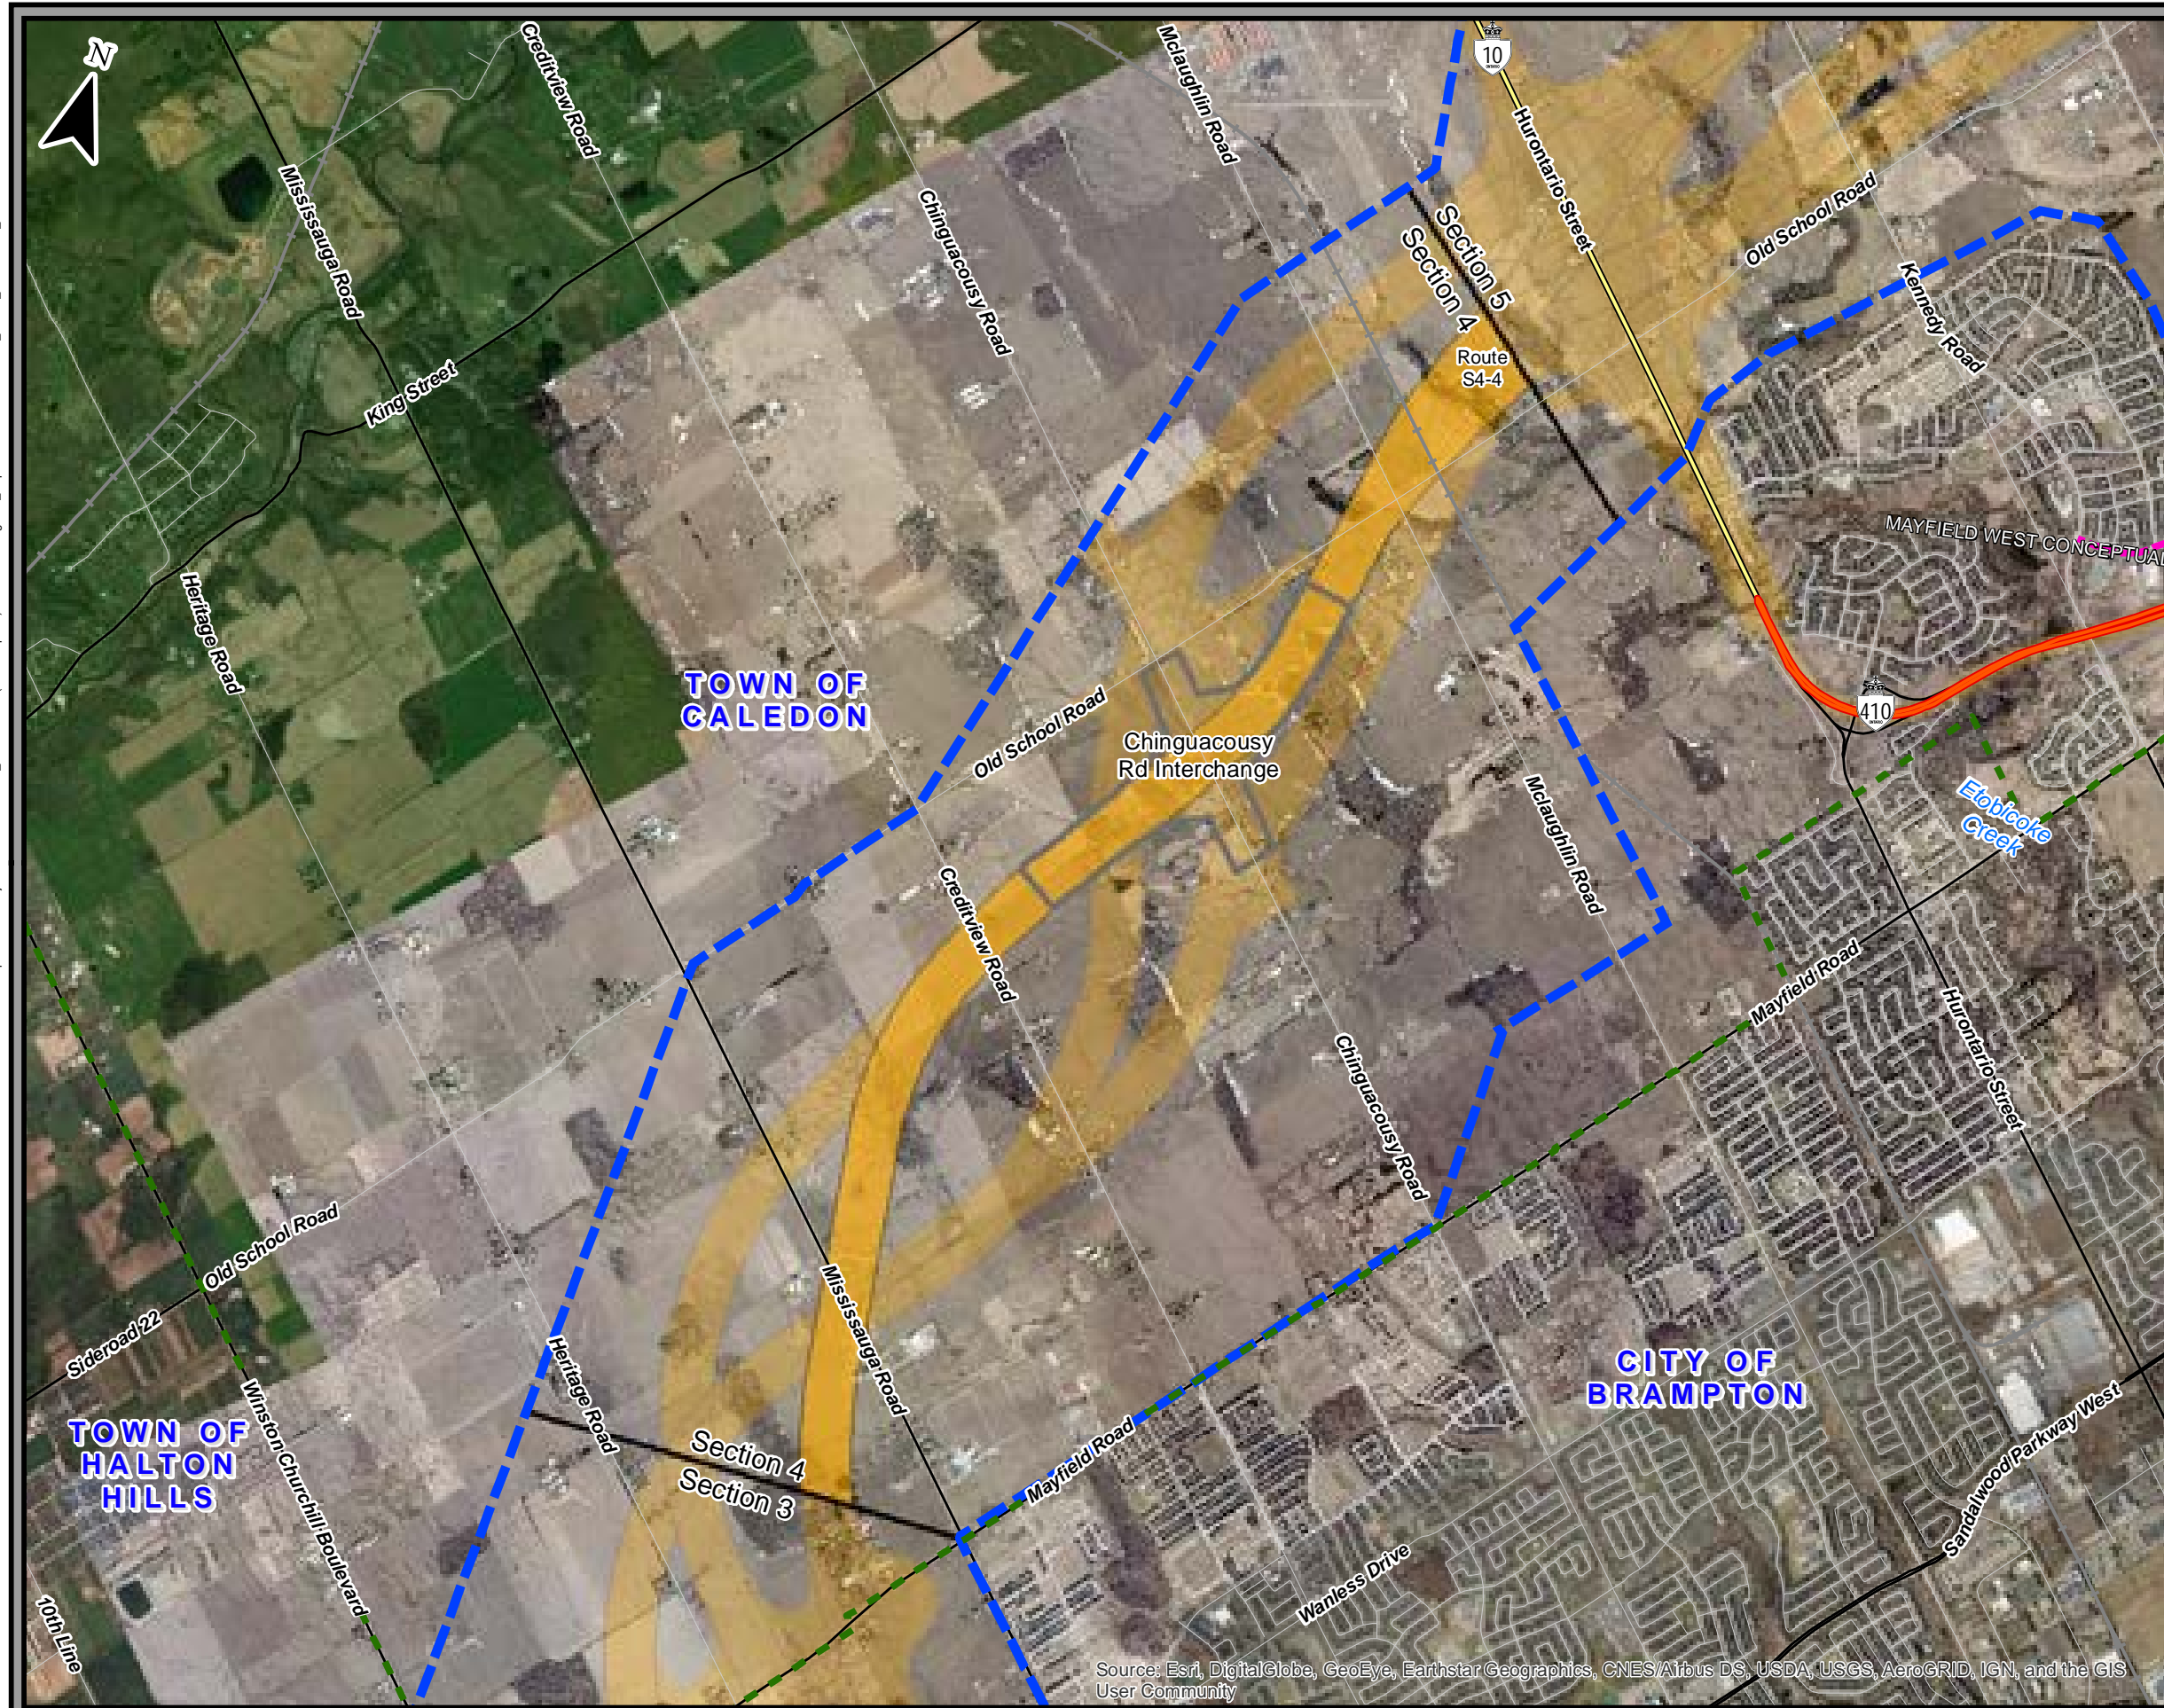 N
Creditview Road
Mclaughlin Road
10
ONTARIO
Hurontario Street
Mississauga Road
Chinguacousy Road
Section 5
Section 4
Old School Road
Kennedy Road
Route
S4-4
King Street
MAYFIELD WEST CONCEPTUAL
Heritage Road
TOWN OF
CALEDON
Old School Road
Chinguacousy
Rd Interchange
410
ONTARIO
Mclaughlin Road
Etobicoke
Creek
Creditview Road
Mayfield Road
Hurontario Street
Chinguacousy Road
Old School Road
Sideroad 22
Mississauga Road
Heritage Road
CITY OF
BRAMPTON
Winston Churchill Boulevard
TOWN OF
HALTON
HILLS
Section 4
Section 3
Mayfield Road
Sandalwood Parkway West
Wanless Drive
10th Line
Source: Esri, DigitalGlobe, GeoEye, Earthstar Geographics, CNES/Airbus DS, USDA, USGS, AeroGRID, IGN, and the GIS
User Community